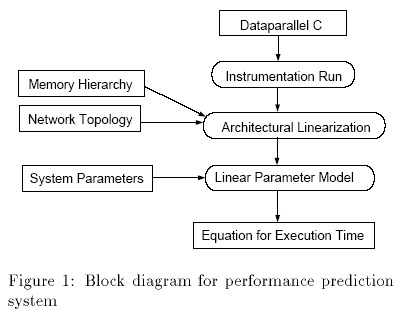 Dataparallel C
Instrumentation Run
Memory Hierarchy
Network Topology
Architectural Linearization
System Parameters
Linear Parameter Model
Equation for Execution Time
Figure 1: Block diagram for performance prediction
system